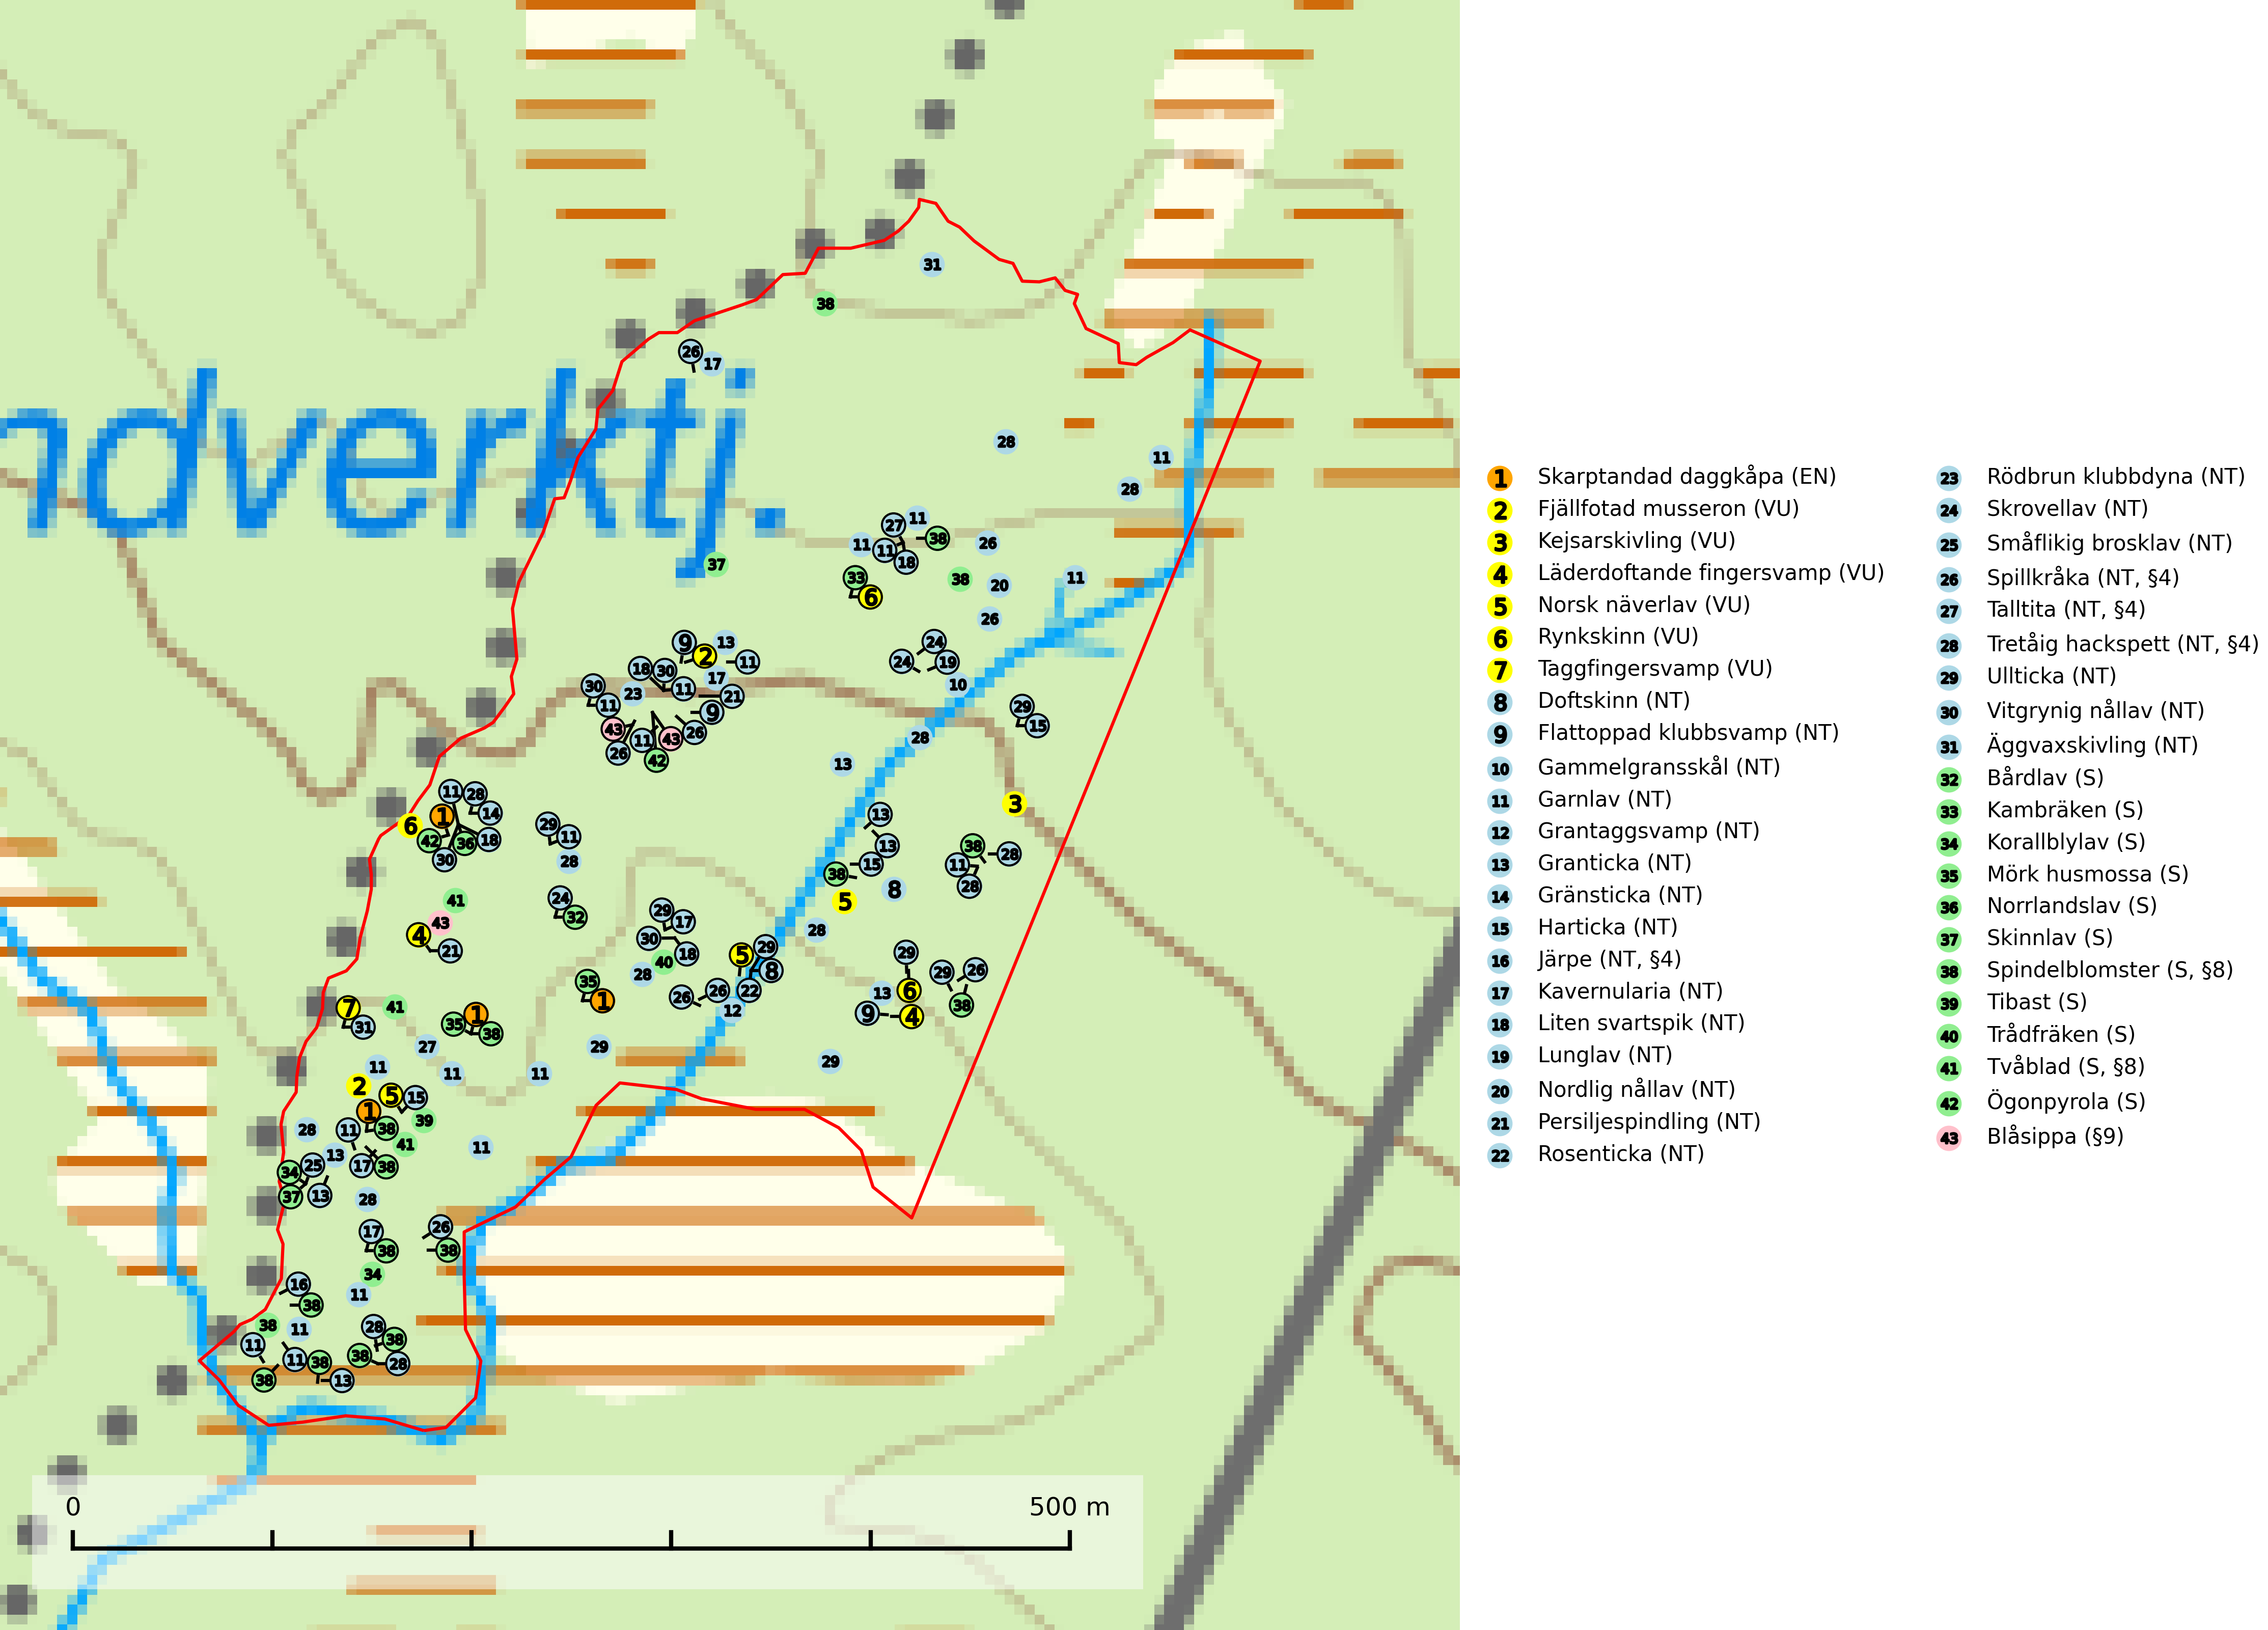 ndverktj.
0 500 m
1 Skarptandad daggkåpa (EN)
2 Fjällfotad musseron (VU)
3 Kejsarskivling (VU)
4 Läderdoftande fingersvamp (VU)
5 Norsk näverlav (VU)
6 Rynkskinn (VU)
7 Taggfingersvamp (VU)
8 Doftskinn (NT)
9 Flattoppad klubbsvamp (NT)
10 Gammelgransskål (NT)
11 Garnlav (NT)
12 Grantaggsvamp (NT)
13 Granticka (NT)
14 Gränsticka (NT)
15 Harticka (NT)
16 Järpe (NT, §4)
17 Kavernularia (NT)
18 Liten svartspik (NT)
19 Lunglav (NT)
20 Nordlig nållav (NT)
21 Persiljespindling (NT)
22 Rosenticka (NT)
23 Rödbrun klubbdyna (NT)
24 Skrovellav (NT)
25 Småflikig brosklav (NT)
26 Spillkråka (NT, §4)
27 Talltita (NT, §4)
28 Tretåig hackspett (NT, §4)
29 Ullticka (NT)
30 Vitgrynig nållav (NT)
31 Äggvaxskivling (NT)
32 Bårdlav (S)
33 Kambräken (S)
34 Korallblylav (S)
35 Mörk husmossa (S)
36 Norrlandslav (S)
37 Skinnlav (S)
38 Spindelblomster (S, §8)
39 Tibast (S)
40 Trådfräken (S)
41 Tvåblad (S, §8)
42 Ögonpyrola (S)
43 Blåsippa (§9)